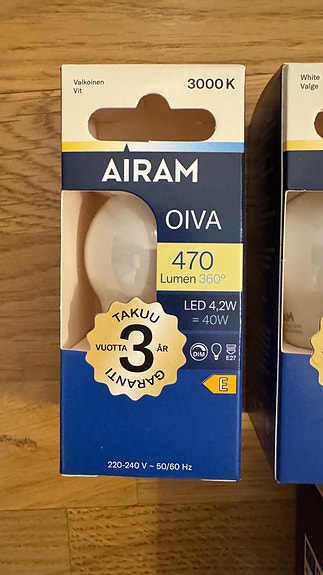 Valkoinen
Vit
3000 K
AIRAM
OIVA
470
Lumen 360°
LED 4,2W
= 40W
DIM
E27
TAKUU
VUOTTA 3 ÅR
GARANTI
E
220-240 V ~ 50/60 Hz
White
Valge